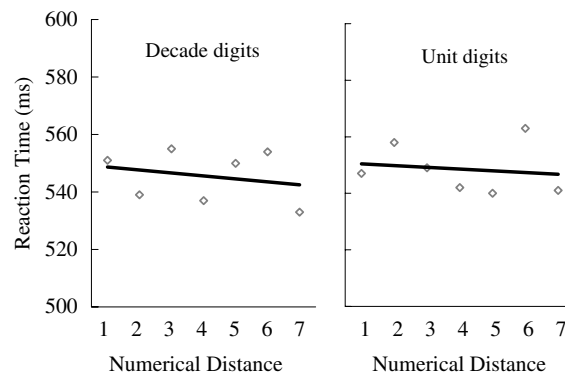 600
580
560
540
520
500
Reaction Time (ms)
Decade digits
1 2 3 4 5 6 7
Numerical Distance
Unit digits
1 2 3 4 5 6 7
Numerical Distance